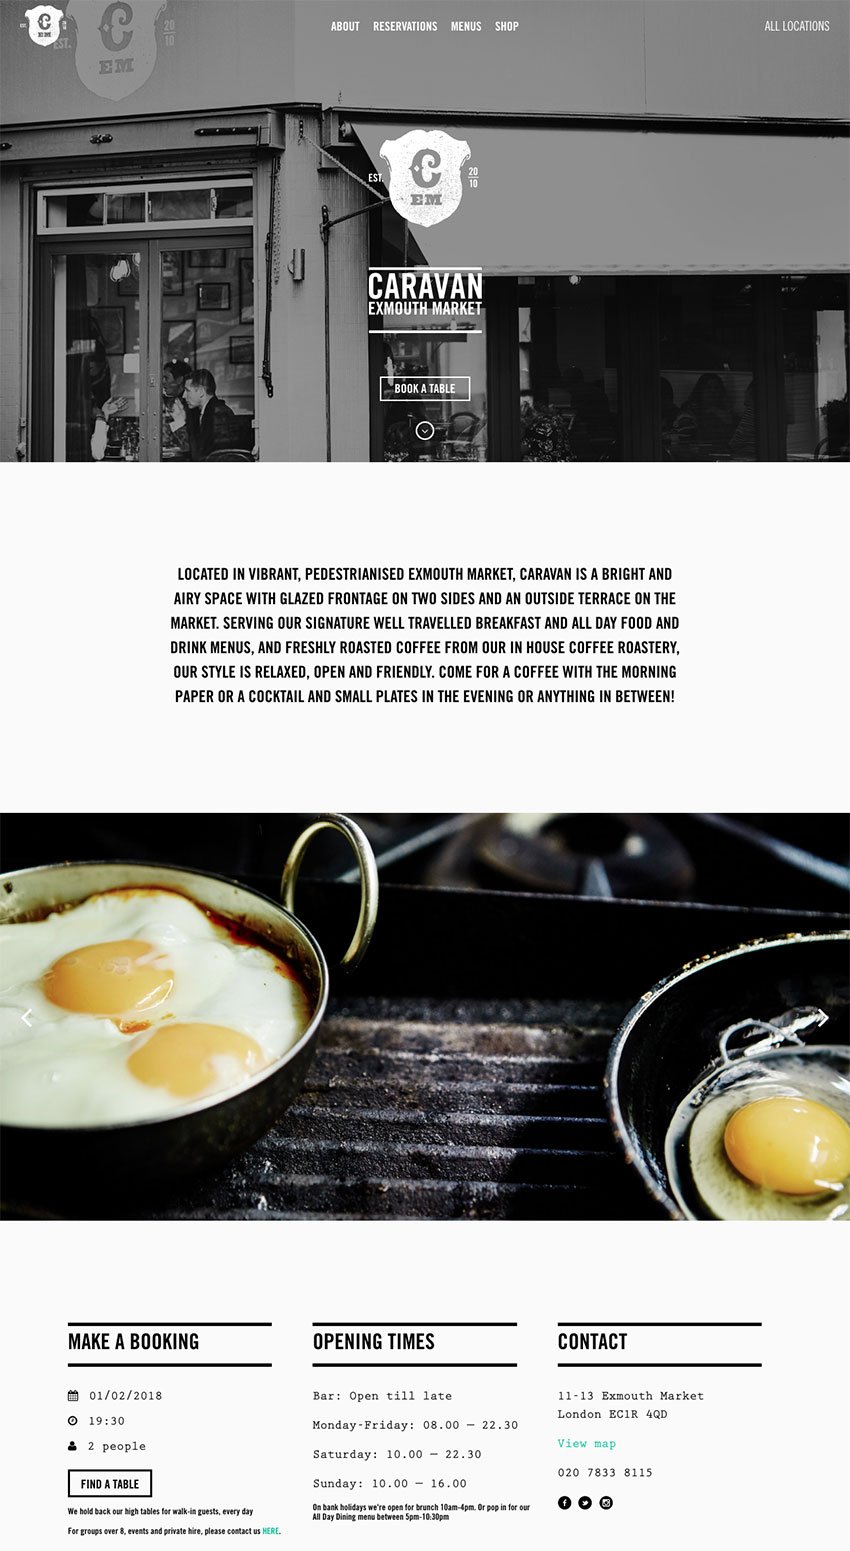 EST.
C
EM
20
10
ABOUT RESERVATIONS MENUS SHOP
ALL LOCATIONS
EST.
C
EM
20
10
EST.
C
EM
20
10
CARAVAN
EXMOUTH MARKET
BOOK A TABLE
LOCATED IN VIBRANT, PEDESTRIANISED EXMOUTH MARKET, CARAVAN IS A BRIGHT AND
AIRY SPACE WITH GLAZED FRONTAGE ON TWO SIDES AND AN OUTSIDE TERRACE ON THE
MARKET. SERVING OUR SIGNATURE WELL TRAVELLED BREAKFAST AND ALL DAY FOOD AND
DRINK MENUS, AND FRESHLY ROASTED COFFEE FROM OUR IN HOUSE COFFEE ROASTERY,
OUR STYLE IS RELAXED, OPEN AND FRIENDLY. COME FOR A COFFEE WITH THE MORNING
PAPER OR A COCKTAIL AND SMALL PLATES IN THE EVENING OR ANYTHING IN BETWEEN!
MAKE A BOOKING
01/02/2018
19:30
2 people
FIND A TABLE
We hold back our high tables for walk-in guests, every day
For groups over 8, events and private hire, please contact us HERE.
OPENING TIMES
Bar: Open till late
Monday-Friday: 08.00 – 22.30
Saturday: 10.00 – 22.30
Sunday: 10.00 – 16.00
On bank holidays we're open for brunch 10am-4pm. Or pop in for our
All Day Dining menu between 5pm-10:30pm
CONTACT
11-13 Exmouth Market
London EC1R 4QD
View map
020 7833 8115